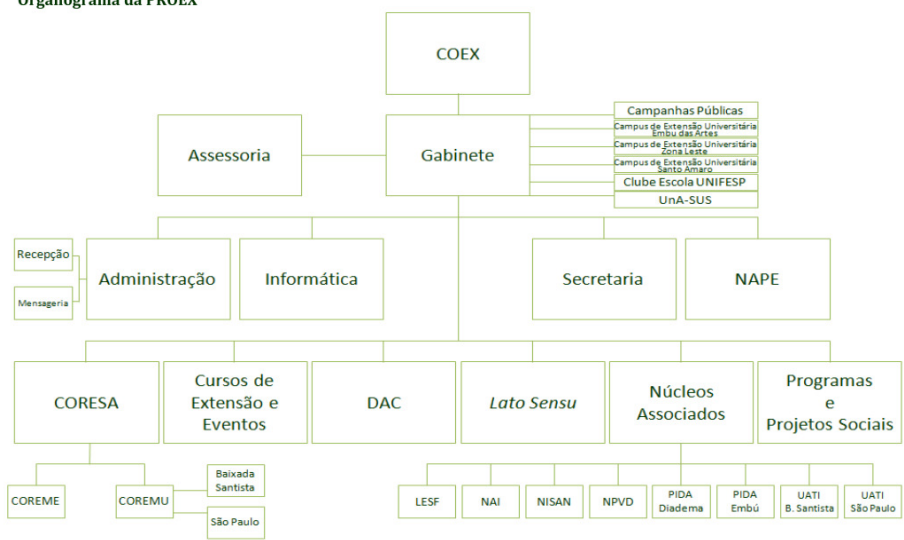 Organograma da PROEX
COEX
Assessoria
Gabinete
Campanhas Públicas
Campus de Extensão Universitária
Embu das Artes
Campus de Extensão Universitária
Zona Leste
Campus de Extensão Universitária
Santo Amaro
Clube Escola UNIFESP
UnA-SUS
Recepção
Mensageria
Administração
Informática
Secretaria
NAPE
CORESA
Cursos de
Extensão e
Eventos
DAC
Lato Sensu
Núcleos
Associados
Programas
e
Projetos Sociais
COREME
COREMU
Baixada
Santista
São Paulo
LESF
NAI
NISAN
NPVD
PIDA
Diadema
PIDA
Embú
UATI
B. Santista
UATI
São Paulo